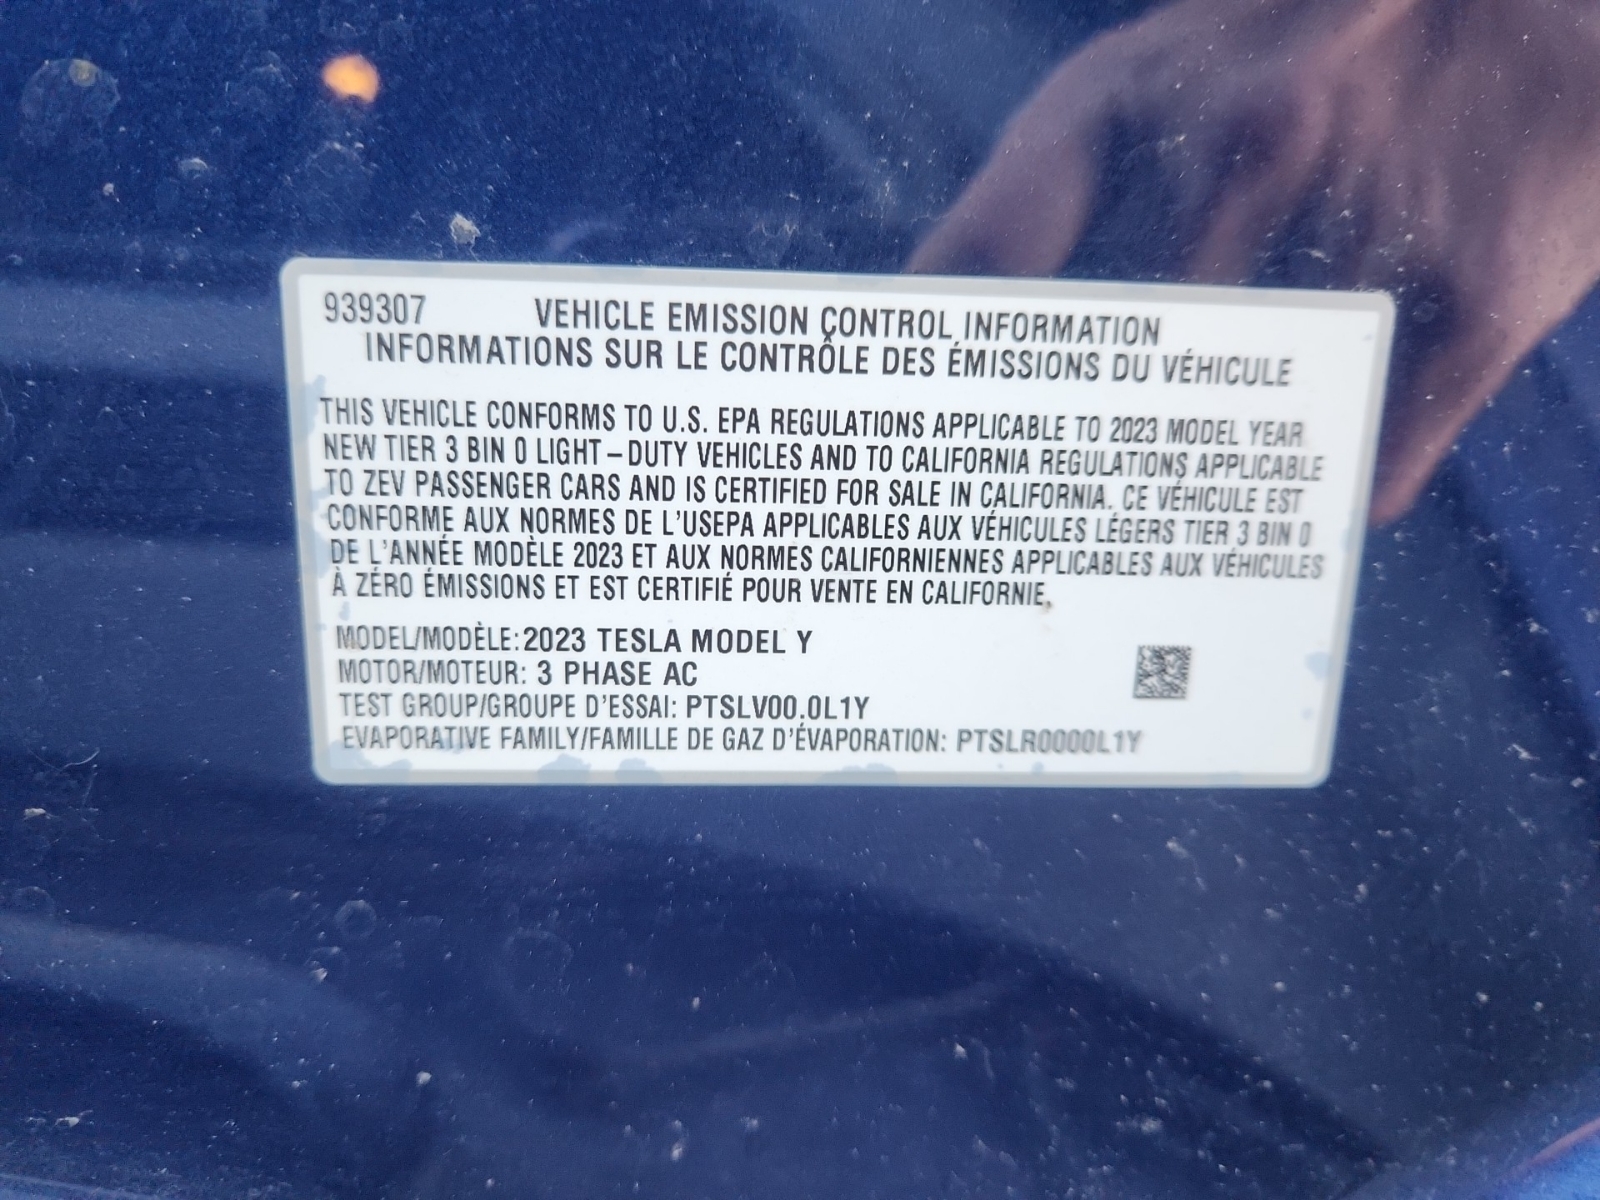 939307
VEHICLE EMISSION CONTROL INFORMATION
INFORMATIONS SUR LE CONTRÔLE DES ÉMISSIONS DU VÉHICULE
THIS VEHICLE CONFORMS TO U.S. EPA REGULATIONS APPLICABLE TO 2023 MODEL YEAR
NEW TIER 3 BIN 0 LIGHT – DUTY VEHICLES AND TO CALIFORNIA REGULATIONS APPLICABLE
TO ZEV PASSENGER CARS AND IS CERTIFIED FOR SALE IN CALIFORNIA. CE VÉHICULE EST
CONFORME AUX NORMES DE L'USEPA APPLICABLES AUX VÉHICULES LÉGERS TIER 3 BIN 0
DE L'ANNÉE MODÈLE 2023 ET AUX NORMES CALIFORNIENNES APPLICABLES AUX VÉHICULES
À ZÉRO ÉMISSIONS ET EST CERTIFIÉ POUR VENTE EN CALIFORNIE.
MODEL/MODÈLE: 2023 TESLA MODEL Y
MOTOR/MOTEUR: 3 PHASE AC
TEST GROUP/GROUPE D'ESSAI: PTSLV00.0L1Y
EVAPORATIVE FAMILY/FAMILLE DE GAZ D'ÉVAPORATION: PTSLR0000L1Y